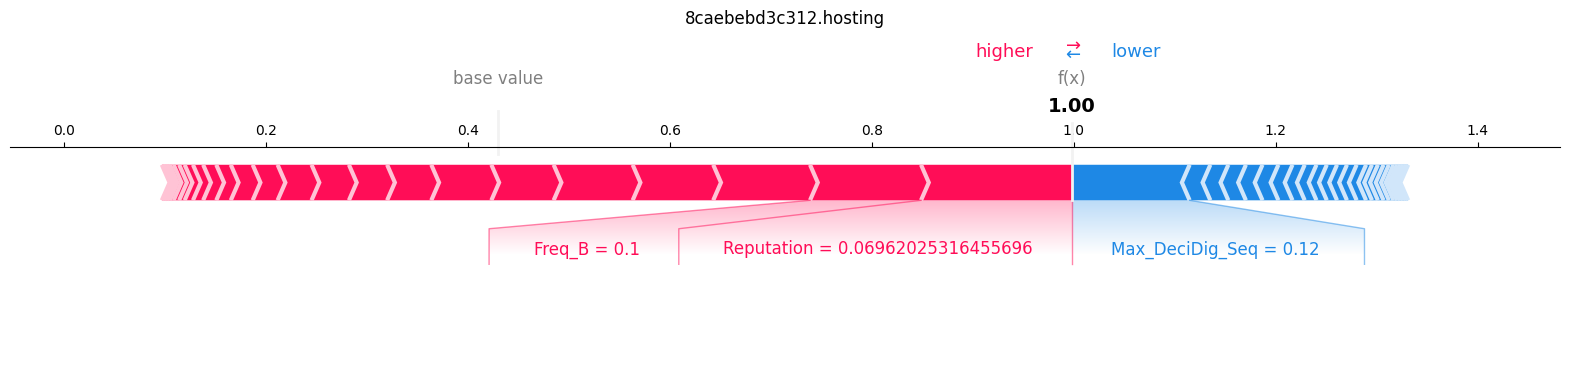 8caebebd3c312.hosting
higher ⇄ lower
base value f(x)
1.00
0.0 0.2 0.4 0.6 0.8 1.0 1.2 1.4
Freq_B = 0.1 Reputation = 0.06962025316455696 Max_DeciDig_Seq = 0.12